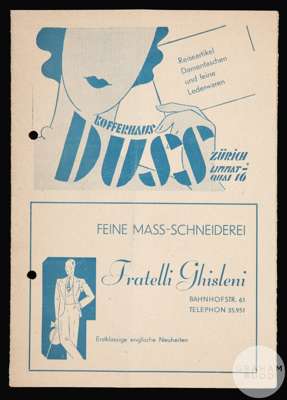 Reiseartikel
Damentaschen
und feine
Lederwaren
KOFFERHAUS
DUSS
ZÜRICH
LIMMAT-
QUAI 16
FEINE MASS-SCHNEIDEREI
Fratelli Ghisleni
BAHNHOFSTR. 61
TELEPHON 35.951
Erstklassige englische Neuheiten